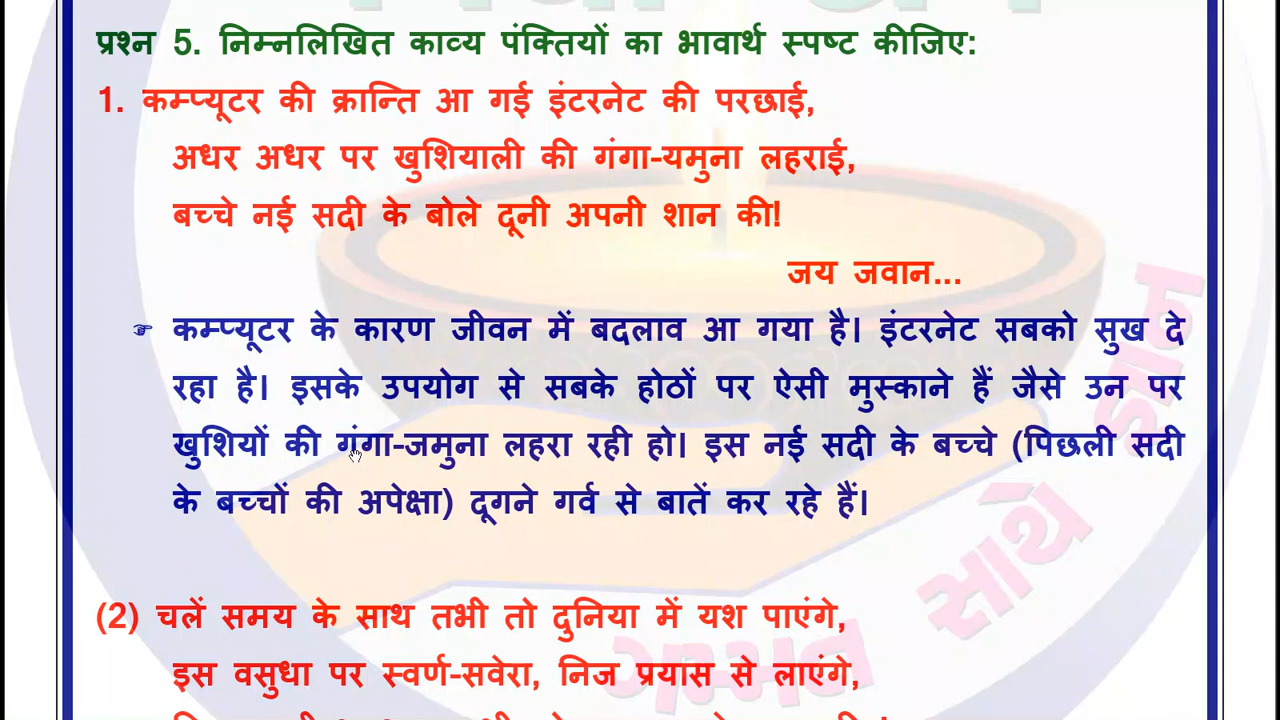 प्रश्न 5. निम्नलिखित काव्य पंक्तियों का भावार्थ स्पष्ट कीजिए:
1. कम्प्यूटर की क्रान्ति आ गई इंटरनेट की परछाई,
अधर अधर पर खुशियाली की गंगा-यमुना लहराई,
बच्चे नई सदी के बोले दूनी अपनी शान की!
जय जवान...
☞ कम्प्यूटर के कारण जीवन में बदलाव आ गया है। इंटरनेट सबको सुख दे
रहा है। इसके उपयोग से सबके होठों पर ऐसी मुस्काने हैं जैसे उन पर
खुशियों की गंगा-जमुना लहरा रही हो। इस नई सदी के बच्चे (पिछली सदी
के बच्चों की अपेक्षा) दूगने गर्व से बातें कर रहे हैं।
(2) चलें समय के साथ तभी तो दुनिया में यश पाएंगे,
इस वसुधा पर स्वर्ण-सवेरा, निज प्रयास से लाएंगे,
ज्ञान
साथे
गम्मत